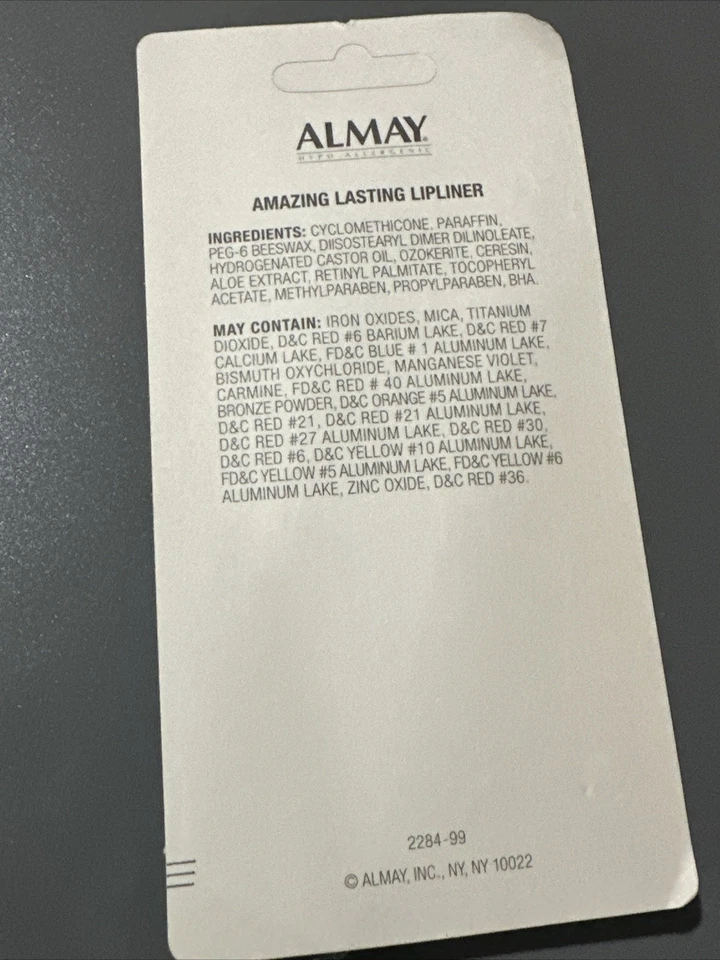 ALMAY
HYPO-ALLERGENIC
AMAZING LASTING LIPLINER
INGREDIENTS: CYCLOMETHICONE, PARAFFIN,
PEG-6 BEESWAX, DIISOSTEARYL DIMER DILINOLEATE,
HYDROGENATED CASTOR OIL, OZOKERITE, CERESIN,
ALOE EXTRACT, RETINYL PALMITATE, TOCOPHERYL
ACETATE, METHYLPARABEN, PROPYLPARABEN, BHA.
MAY CONTAIN: IRON OXIDES, MICA, TITANIUM
DIOXIDE, D&C RED #6 BARIUM LAKE, D&C RED #7
CALCIUM LAKE, FD&C BLUE # 1 ALUMINUM LAKE,
BISMUTH OXYCHLORIDE, MANGANESE VIOLET,
CARMINE, FD&C RED # 40 ALUMINUM LAKE,
BRONZE POWDER, D&C ORANGE #5 ALUMINUM LAKE,
D&C RED #21, D&C RED #21 ALUMINUM LAKE,
D&C RED #27 ALUMINUM LAKE, D&C RED #30,
D&C RED #6, D&C YELLOW #10 ALUMINUM LAKE,
FD&C YELLOW #5 ALUMINUM LAKE, FD&C YELLOW #6
ALUMINUM LAKE, ZINC OXIDE, D&C RED #36.
2284-99
© ALMAY, INC., NY, NY 10022